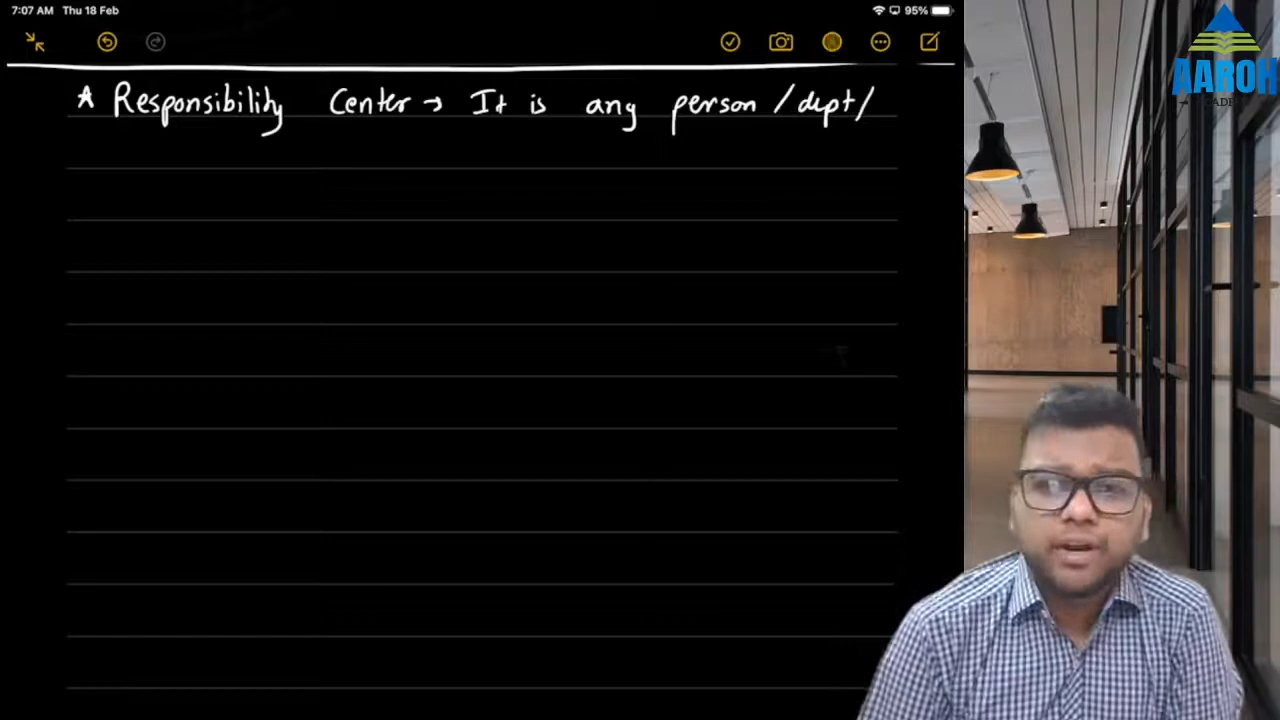 7:07 AM Thu 18 Feb
95%
★ Responsibility Center → It is any person /dept/
AAROH